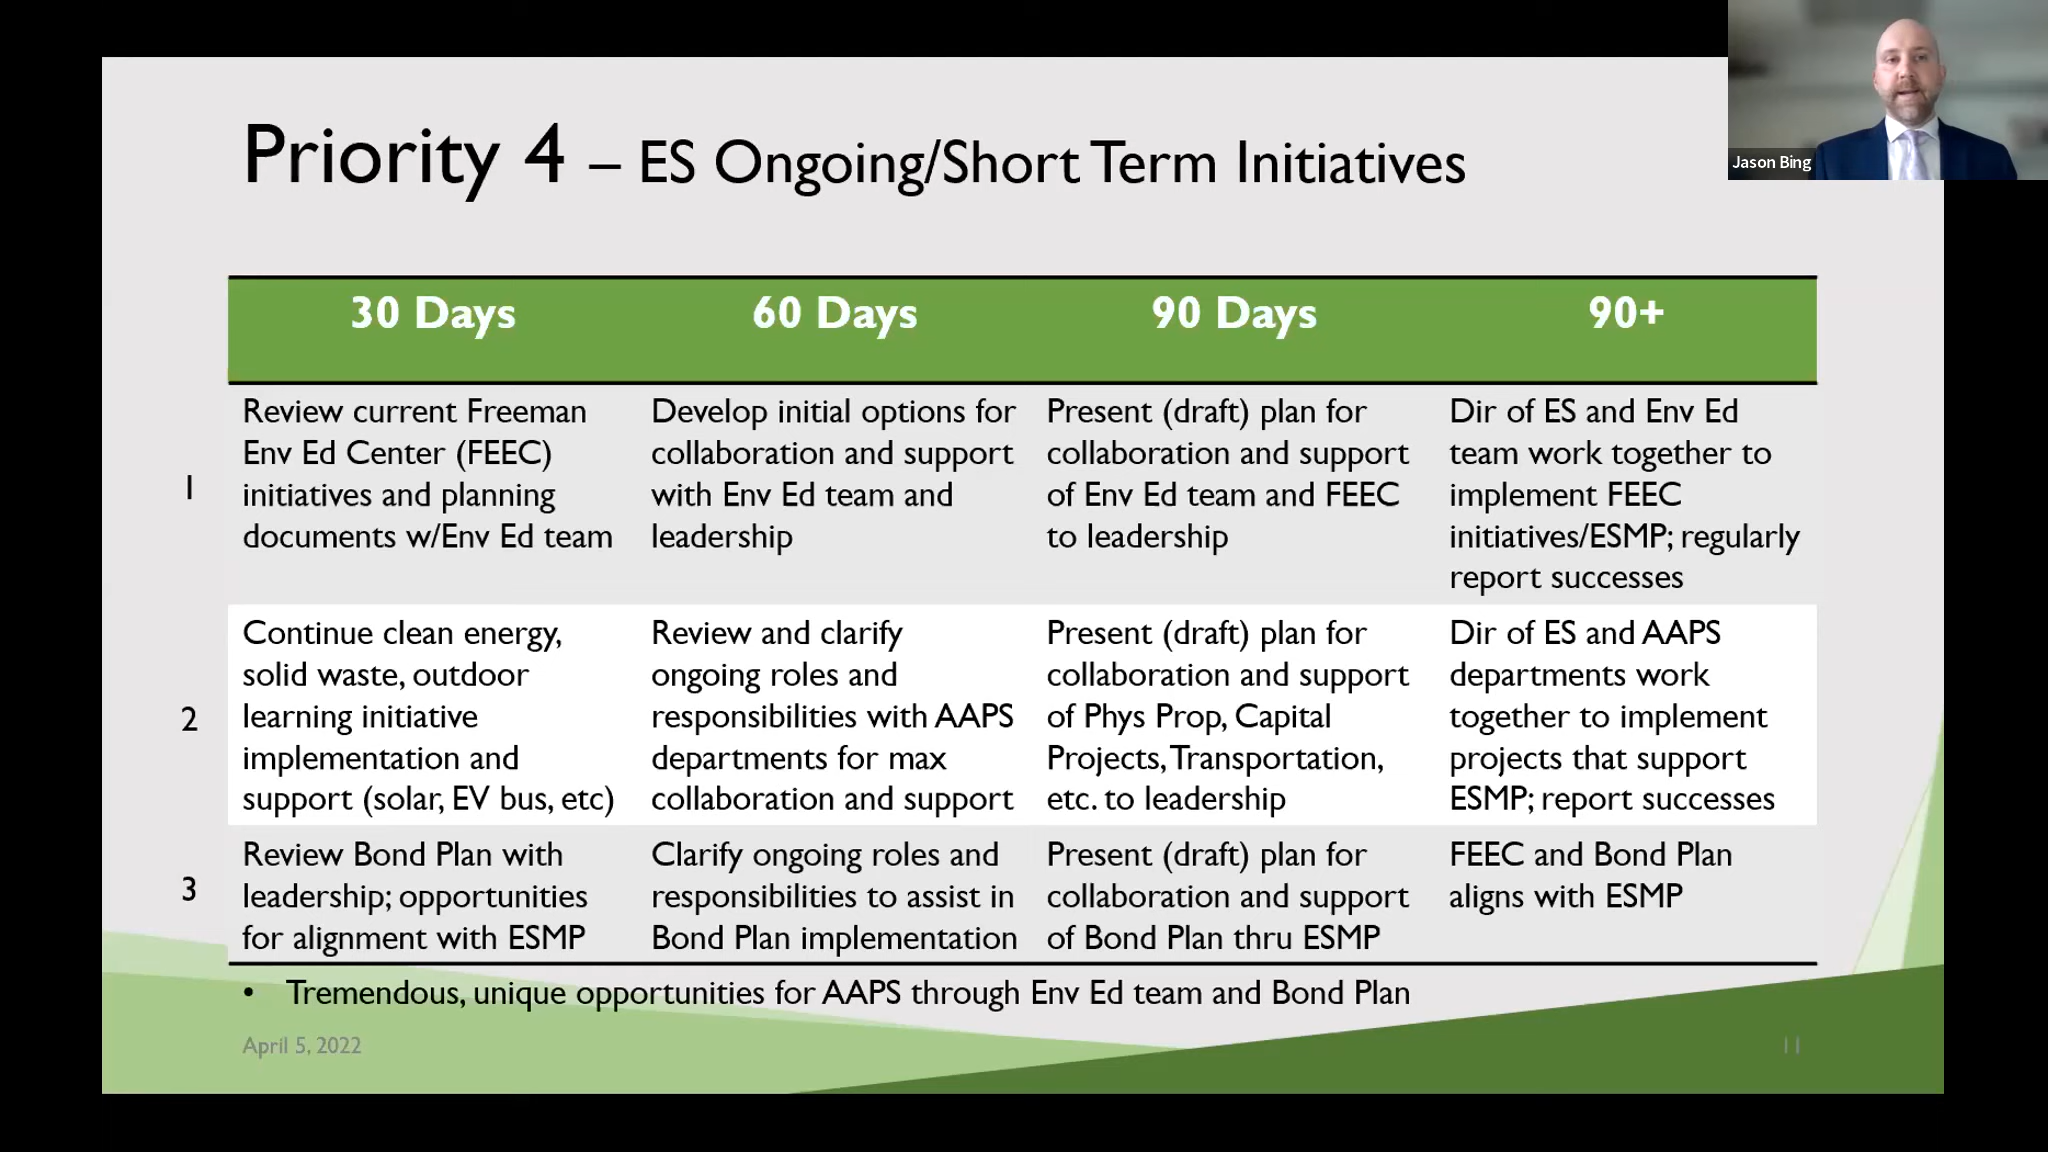 Priority 4 – ES Ongoing/Short Term Initiatives
Jason Bing
30 Days
60 Days
90 Days
90+
1
Review current Freeman
Env Ed Center (FEEC)
initiatives and planning
documents w/Env Ed team
Develop initial options for
collaboration and support
with Env Ed team and
leadership
Present (draft) plan for
collaboration and support
of Env Ed team and FEEC
to leadership
Dir of ES and Env Ed
team work together to
implement FEEC
initiatives/ESMP; regularly
report successes
2
Continue clean energy,
solid waste, outdoor
learning initiative
implementation and
support (solar, EV bus, etc)
Review and clarify
ongoing roles and
responsibilities with AAPS
departments for max
collaboration and support
Present (draft) plan for
collaboration and support
of Phys Prop, Capital
Projects, Transportation,
etc. to leadership
Dir of ES and AAPS
departments work
together to implement
projects that support
ESMP; report successes
3
Review Bond Plan with
leadership; opportunities
for alignment with ESMP
Clarify ongoing roles and
responsibilities to assist in
Bond Plan implementation
Present (draft) plan for
collaboration and support
of Bond Plan thru ESMP
FEEC and Bond Plan
aligns with ESMP
• Tremendous, unique opportunities for AAPS through Env Ed team and Bond Plan
April 5, 2022
11